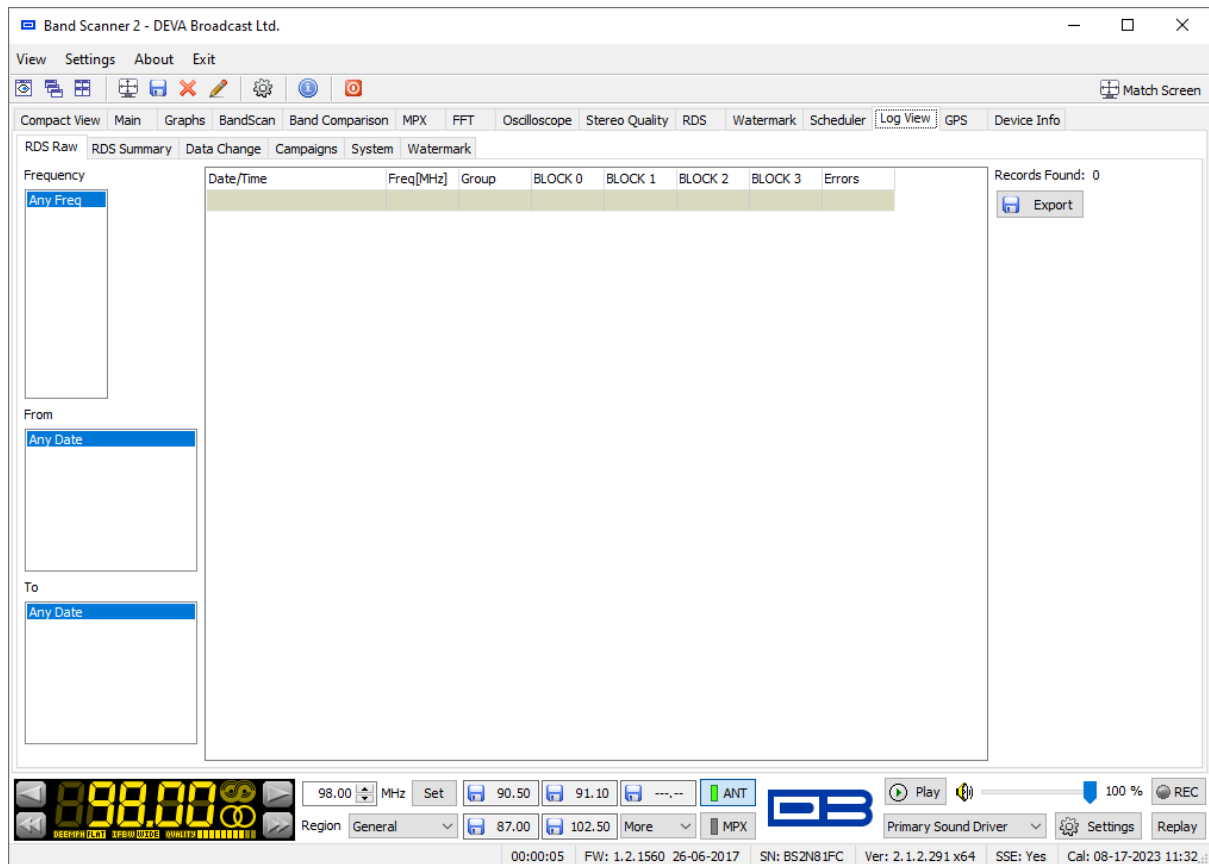 Band Scanner 2 - DEVA Broadcast Ltd.
View Settings About Exit
Match Screen
Compact View Main Graphs BandScan Band Comparison MPX FFT Oscilloscope Stereo Quality RDS Watermark Scheduler Log View GPS Device Info
RDS Raw RDS Summary Data Change Campaigns System Watermark
Frequency Date/Time Freq[MHz] Group BLOCK 0 BLOCK 1 BLOCK 2 BLOCK 3 Errors Records Found: 0
Any Freq Export
From
Any Date
To
Any Date
98.00 98.00 MHz Set 90.50 91.10 ---.-- ANT Play 100 % REC
DEEMPH FLAT IFBW WIDE QUALITY Region General 87.00 102.50 More MPX DB Primary Sound Driver Settings Replay
00:00:05 FW: 1.2.1560 26-06-2017 SN: BS2N81FC Ver: 2.1.2.291 x64 SSE: Yes Cal: 08-17-2023 11:32